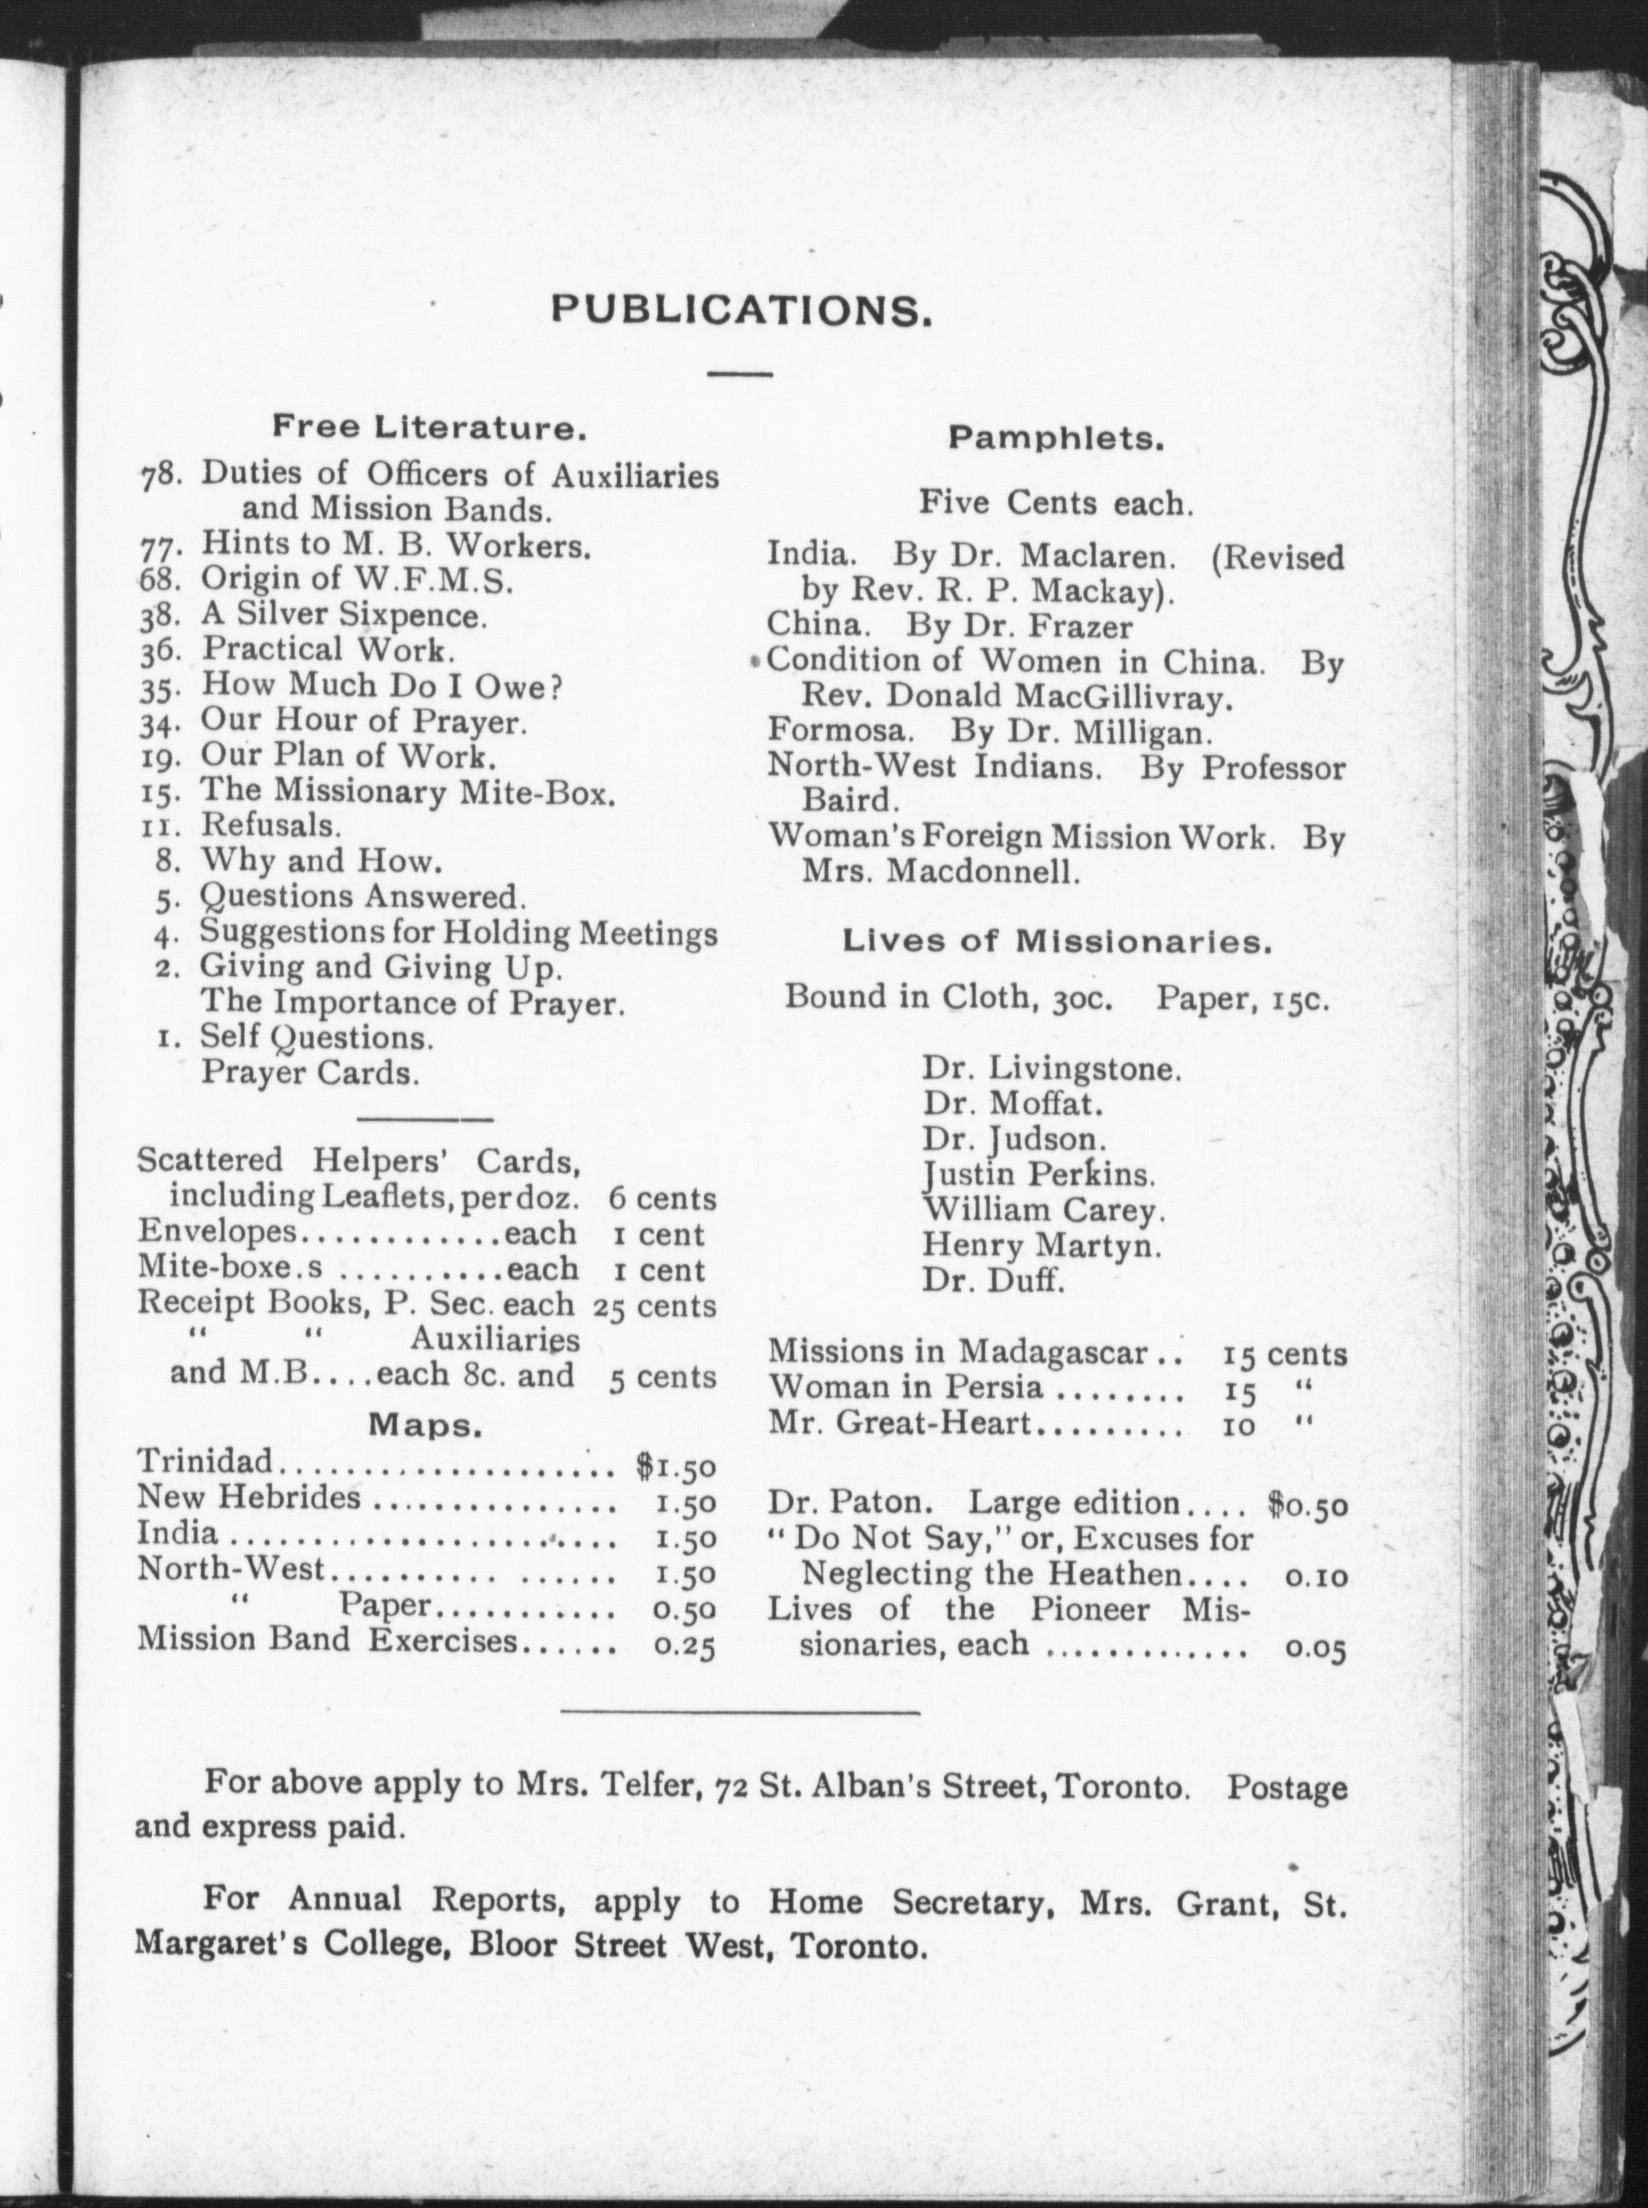 PUBLICATIONS.
Free Literature.
78. Duties of Officers of Auxiliaries
and Mission Bands.
77. Hints to M. B. Workers.
68. Origin of W.F.M.S.
38. A Silver Sixpence.
36. Practical Work.
35. How Much Do I Owe?
34. Our Hour of Prayer.
19. Our Plan of Work.
15. The Missionary Mite-Box.
11. Refusals.
8. Why and How.
5. Questions Answered.
4. Suggestions for Holding Meetings
2. Giving and Giving Up.
The Importance of Prayer.
1. Self Questions.
Prayer Cards.
Scattered Helpers' Cards,
including Leaflets, per doz. 6 cents
Envelopes............each 1 cent
Mite-boxe.s ..........each 1 cent
Receipt Books, P. Sec. each 25 cents
" " Auxiliaries
and M.B....each 8c. and 5 cents
Maps.
Trinidad..................... $1.50
New Hebrides ............... 1.50
India ........................ 1.50
North-West.......... ...... 1.50
" Paper............ 0.50
Mission Band Exercises...... 0.25
Pamphlets.
Five Cents each.
India. By Dr. Maclaren. (Revised
by Rev. R. P. Mackay).
China. By Dr. Frazer
Condition of Women in China. By
Rev. Donald MacGillivray.
Formosa. By Dr. Milligan.
North-West Indians. By Professor
Baird.
Woman's Foreign Mission Work. By
Mrs. Macdonnell.
Lives of Missionaries.
Bound in Cloth, 30c. Paper, 15c.
Dr. Livingstone.
Dr. Moffat.
Dr. Judson.
Justin Perkins.
William Carey.
Henry Martyn.
Dr. Duff.
Missions in Madagascar .. 15 cents
Woman in Persia ........ 15 "
Mr. Great-Heart......... 10 "
Dr. Paton. Large edition.... $0.50
"Do Not Say," or, Excuses for
Neglecting the Heathen.... 0.10
Lives of the Pioneer Mis-
sionaries, each ............. 0.05
For above apply to Mrs. Telfer, 72 St. Alban's Street, Toronto. Postage
and express paid.
For Annual Reports, apply to Home Secretary, Mrs. Grant, St.
Margaret's College, Bloor Street West, Toronto.